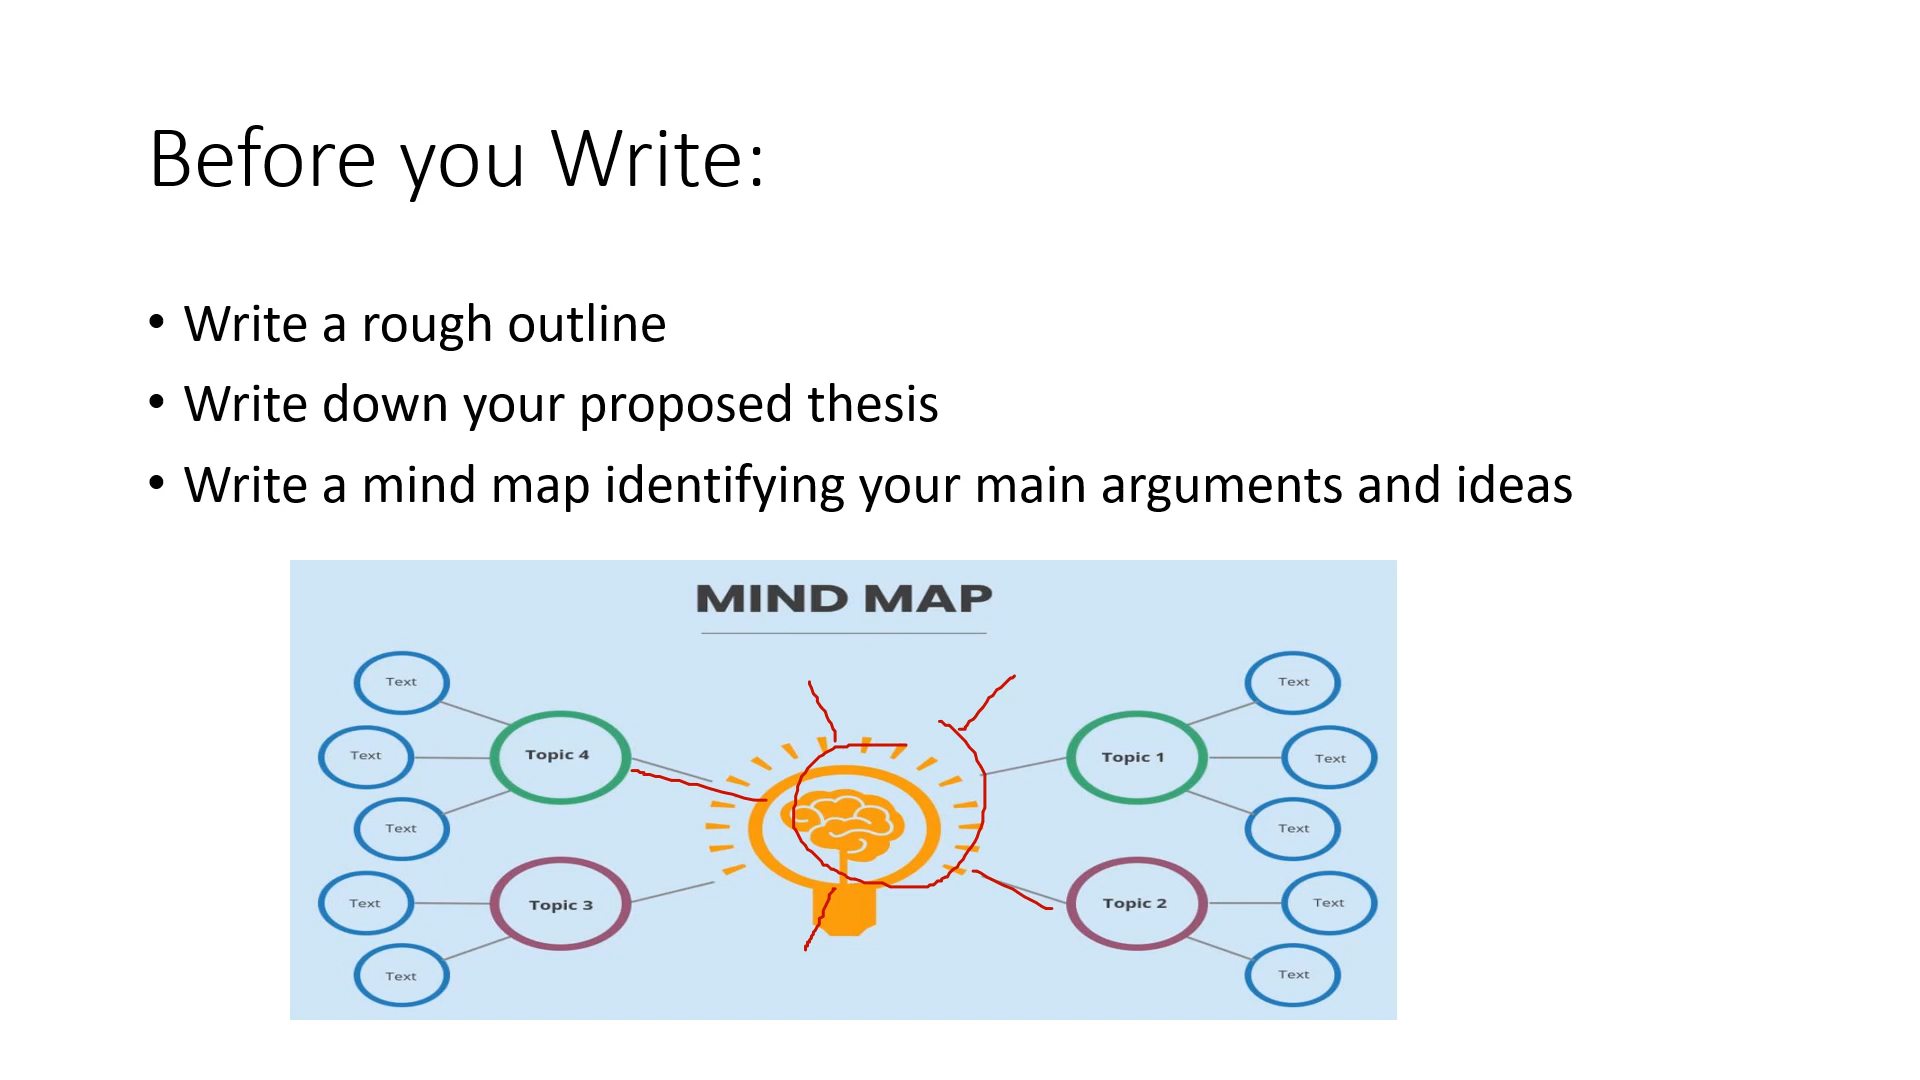 Before you Write:
• Write a rough outline
• Write down your proposed thesis
• Write a mind map identifying your main arguments and ideas
MIND MAP
Text
Text
Text
Topic 4
Text
Text
Topic 3
Topic 1
Text
Text
Text
Topic 2
Text
Text